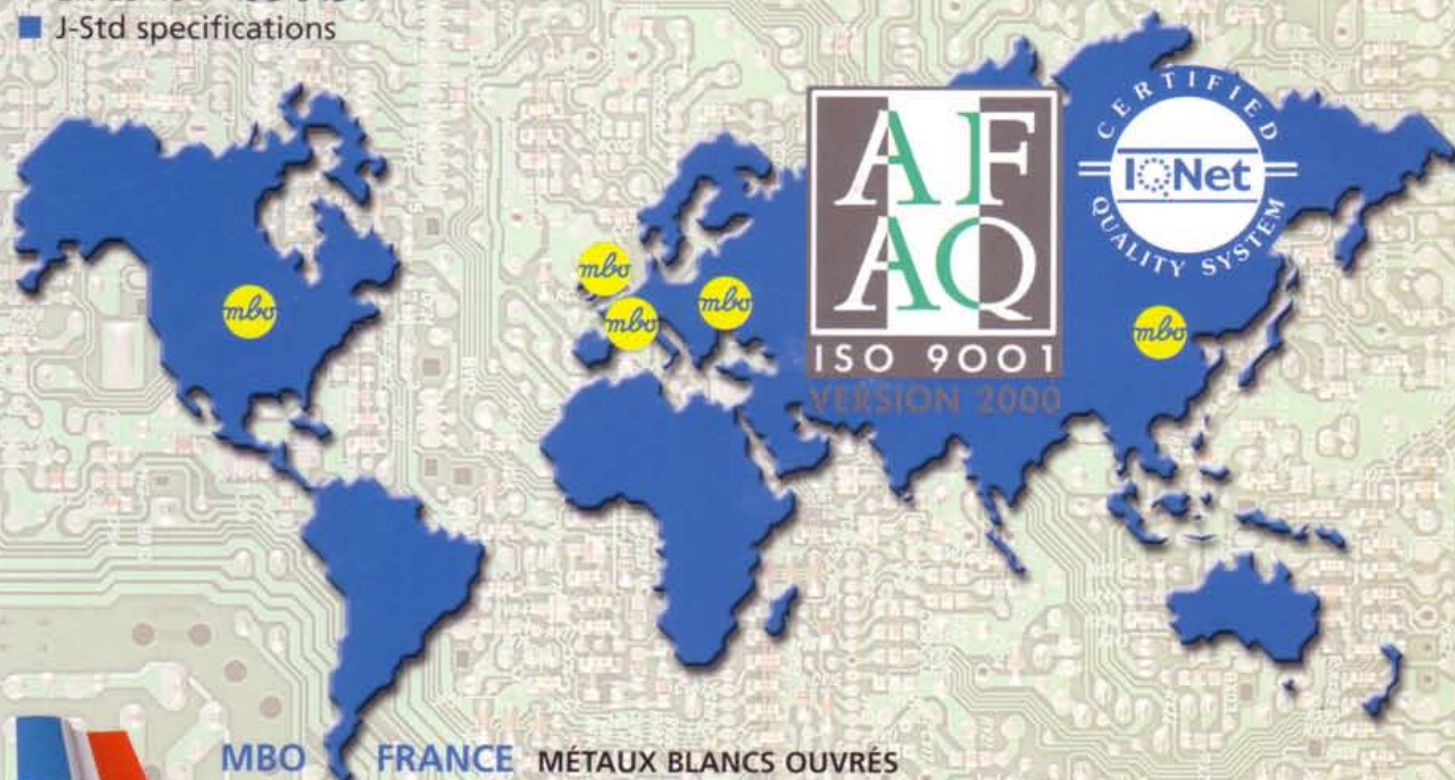 J-Std specifications
CERTIFIED
IQNet
QUALITY SYSTEM
AF
AQ
ISO 9001
VERSION 2000
mbo
mbo
mbo
mbo
mbo
MBO FRANCE MÉTAUX BLANCS OUVRÉS